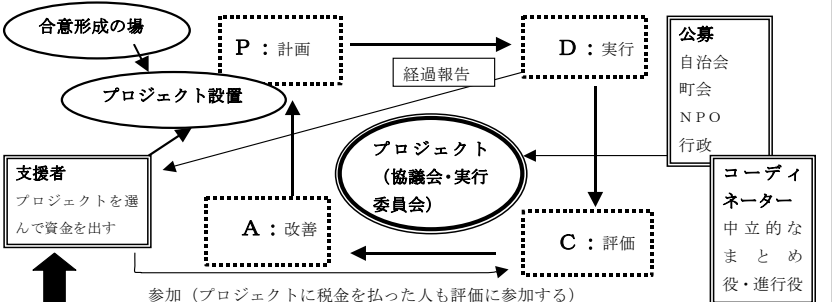 合意形成の場
プロジェクト設置
P：計画
D：実行
経過報告
公募
自治会
町会
NPO
行政
支援者
プロジェクトを選
んで資金を出す
プロジェクト
（協議会・実行
委員会）
コーディ
ネーター
中立的な
まとめ
役・進行役
A：改善
C：評価
参加（プロジェクトに税金を払った人も評価に参加する）